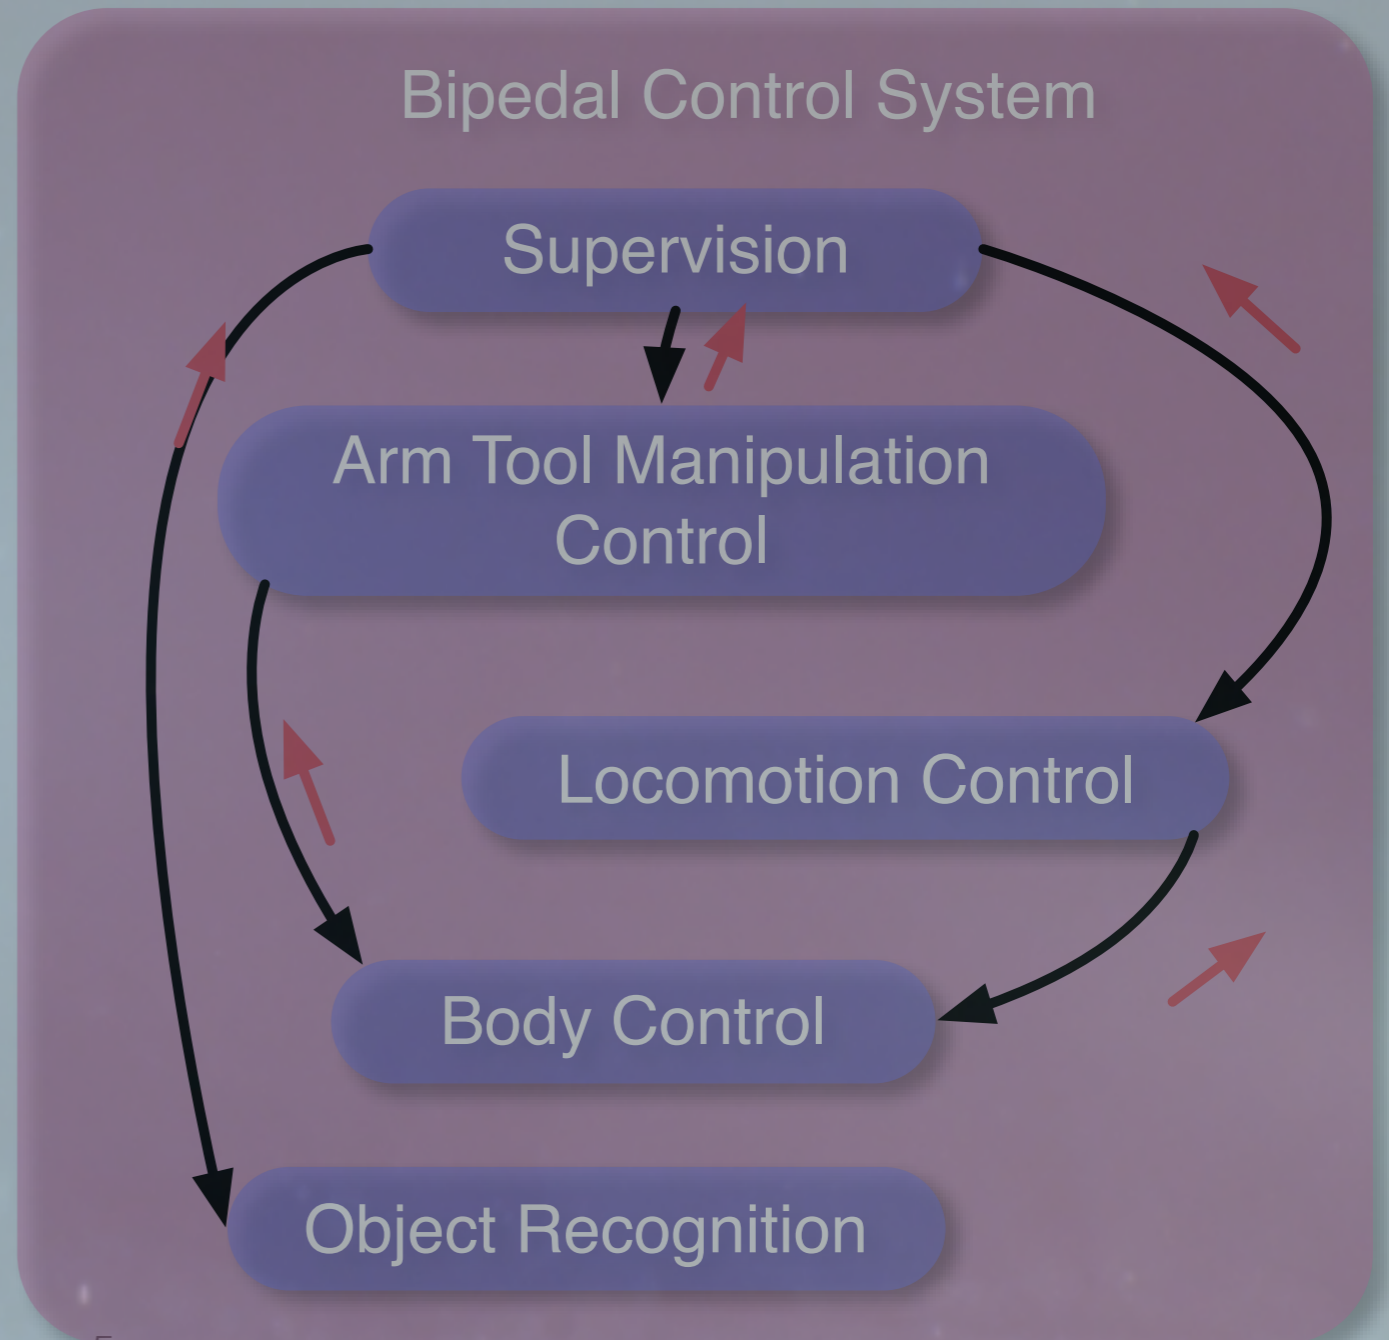 Bipedal Control System
Supervision
Arm Tool Manipulation
Control
Locomotion Control
Body Control
Object Recognition